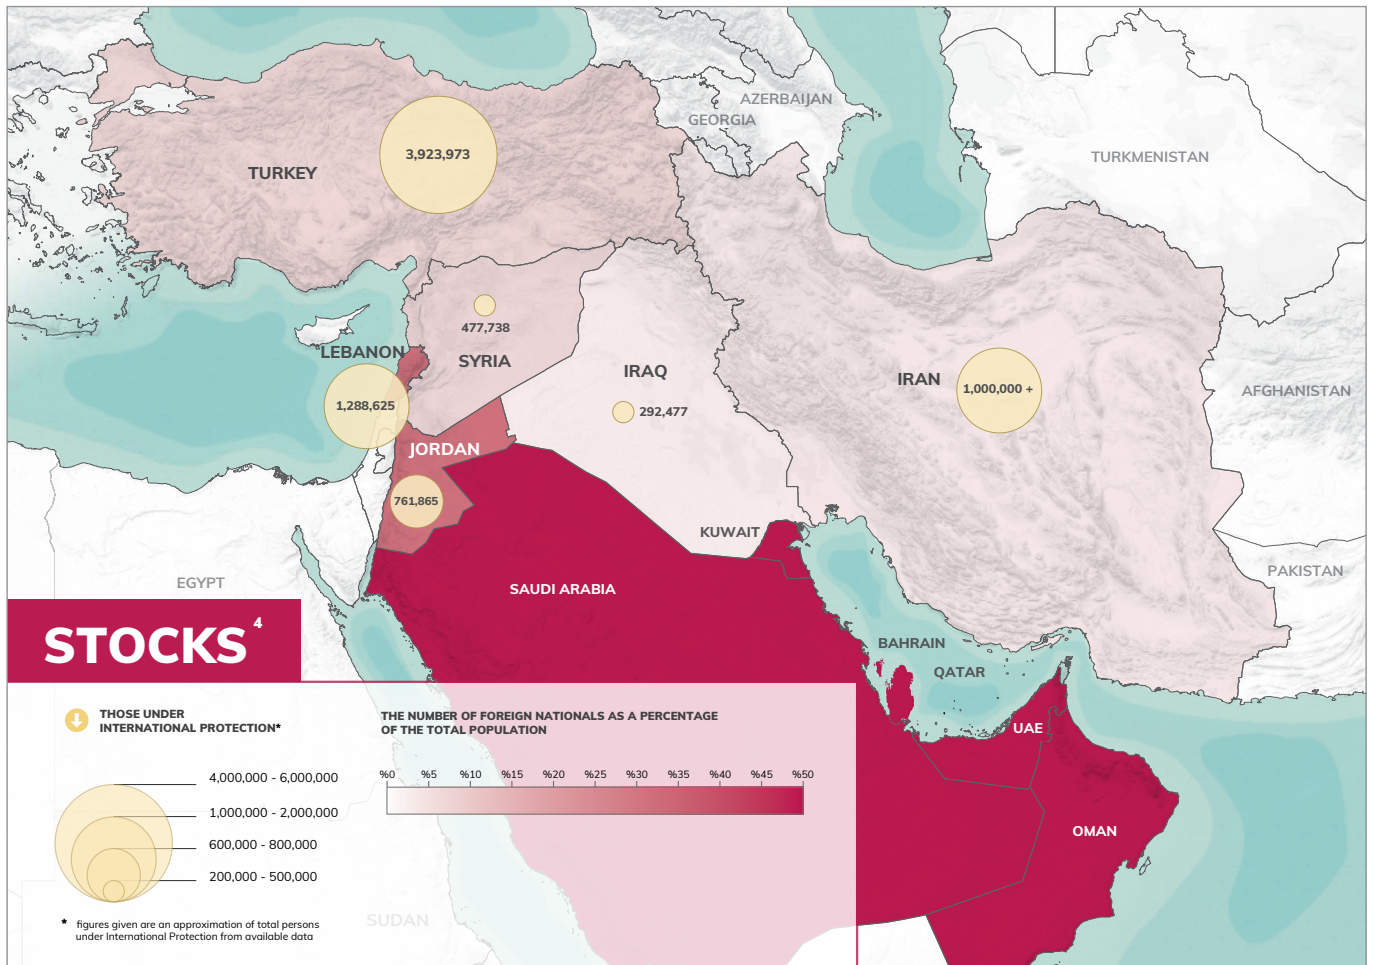 AZERBAIJAN
GEORGIA
3,923,973
TURKMENISTAN
TURKEY
477,738
LEBANON
SYRIA
IRAQ
IRAN
1,000,000 +
AFGHANISTAN
1,288,625
292,477
JORDAN
761,865
KUWAIT
PAKISTAN
EGYPT
SAUDI ARABIA
STOCKS 4
BAHRAIN
QATAR
UAE
OMAN
SUDAN
THOSE UNDER
INTERNATIONAL PROTECTION*
4,000,000 - 6,000,000
1,000,000 - 2,000,000
600,000 - 800,000
200,000 - 500,000
* figures given are an approximation of total persons
under International Protection from available data
THE NUMBER OF FOREIGN NATIONALS AS A PERCENTAGE
OF THE TOTAL POPULATION
%0 %5 %10 %15 %20 %25 %30 %35 %40 %45 %50